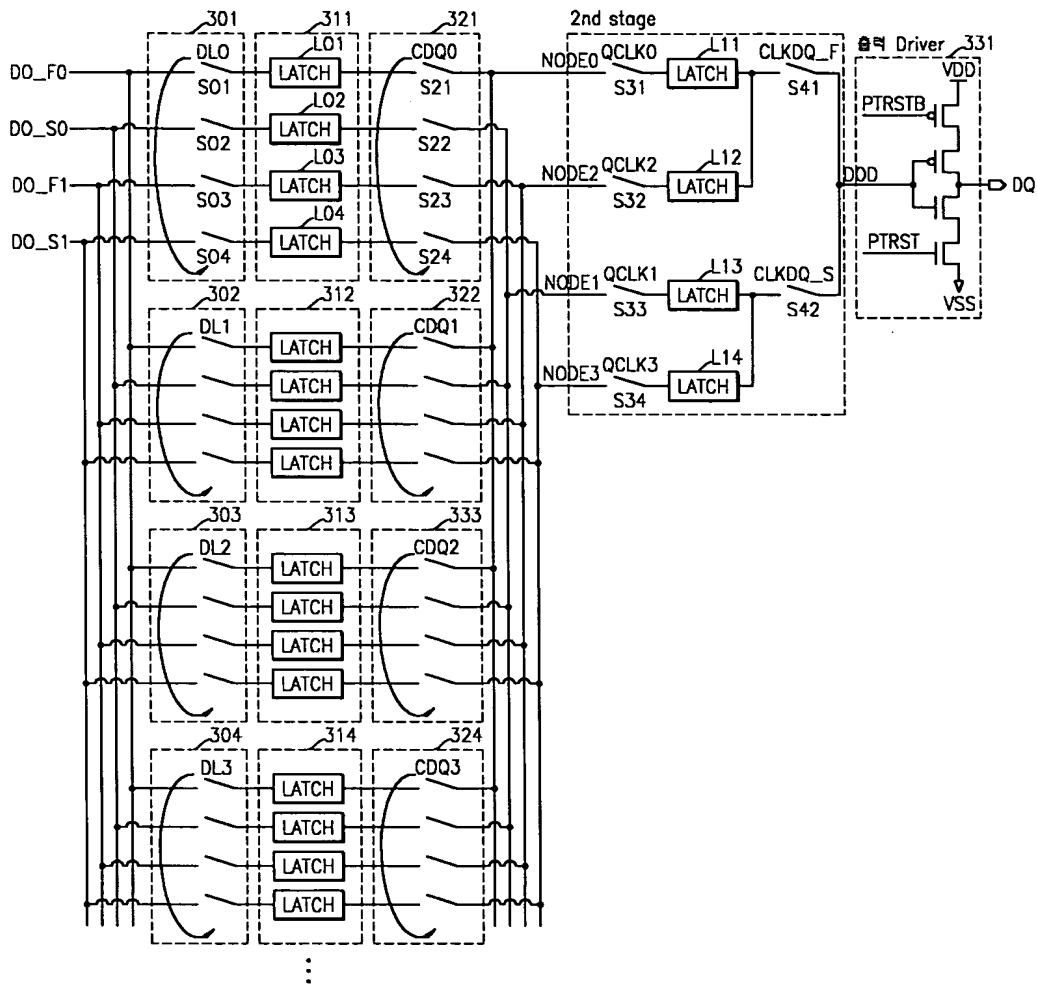 301 311 321
2nd stage
DL0 L01 CDQ0
DO_F0 LATCH
S01 S21
NODE0 QCLK0 L11 CLKDQ_F
LATCH
S31 S41
출력 Driver 331
VDD
PTRSTB
L02
DO_S0 LATCH
S02 S22
L03
DO_F1 LATCH
S03 S23
NODE2 QCLK2 L12
LATCH
S32
DOD
DQ
L04
DO_S1 LATCH
S04 S24
PTRST
VSS
NODE1 QCLK1 L13 CLKDQ_S
LATCH
S33 S42
NODE3 QCLK3 L14
LATCH
S34
302 312 322
DL1 LATCH CDQ1
LATCH
LATCH
LATCH
303 313 333
DL2 LATCH CDQ2
LATCH
LATCH
LATCH
304 314 324
DL3 LATCH CDQ3
LATCH
LATCH
LATCH